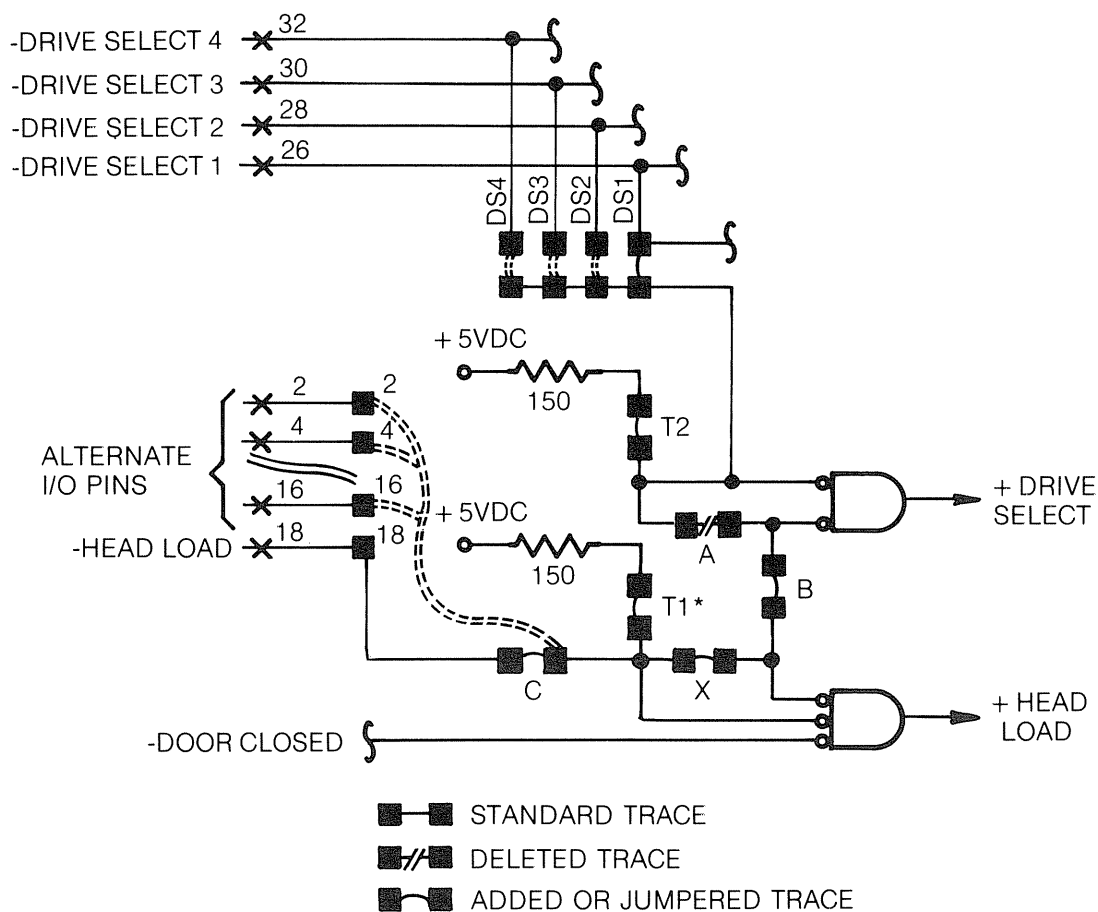 -DRIVE SELECT 4
32
-DRIVE SELECT 3
30
-DRIVE SELECT 2
28
-DRIVE SELECT 1
26
DS4
DS3
DS2
DS1
+ 5VDC
150
T2
ALTERNATE
I/O PINS
2
2
4
4
16
16
-HEAD LOAD
18
18
+ 5VDC
150
T1*
A
B
C
X
+ DRIVE
SELECT
+ HEAD
LOAD
-DOOR CLOSED
STANDARD TRACE
DELETED TRACE
ADDED OR JUMPERED TRACE